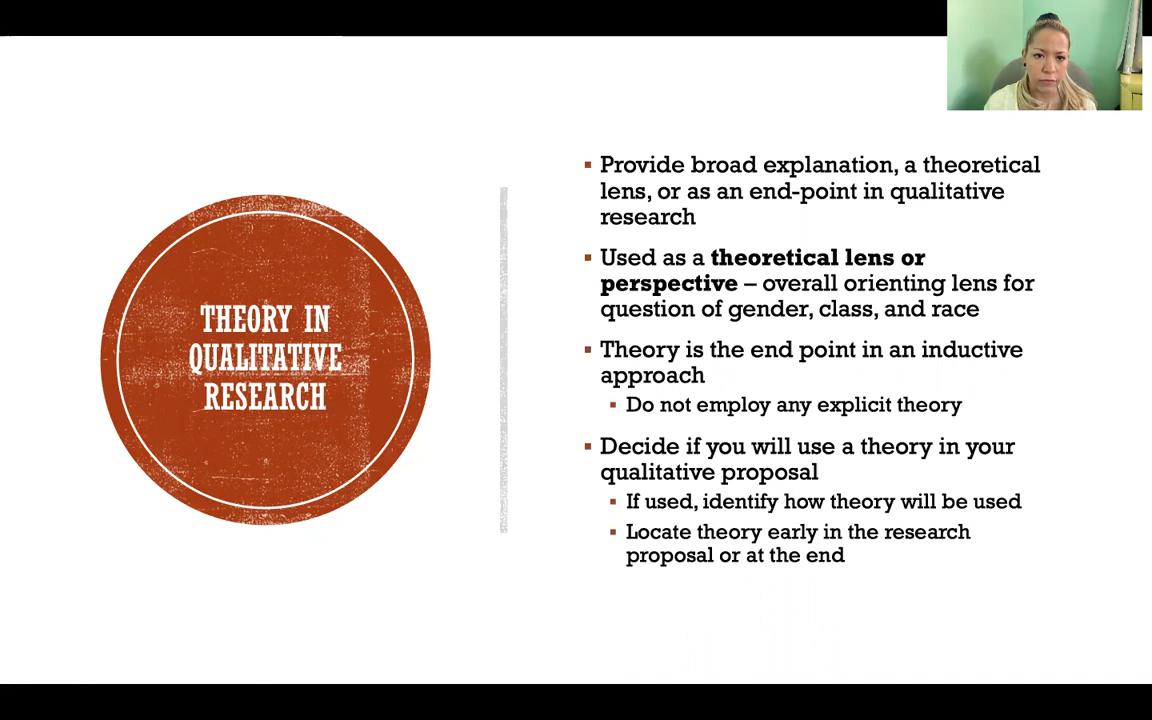 THEORY IN
QUALITATIVE
RESEARCH
▪ Provide broad explanation, a theoretical
lens, or as an end-point in qualitative
research
▪ Used as a theoretical lens or
perspective – overall orienting lens for
question of gender, class, and race
▪ Theory is the end point in an inductive
approach
▪ Do not employ any explicit theory
▪ Decide if you will use a theory in your
qualitative proposal
▪ If used, identify how theory will be used
▪ Locate theory early in the research
proposal or at the end